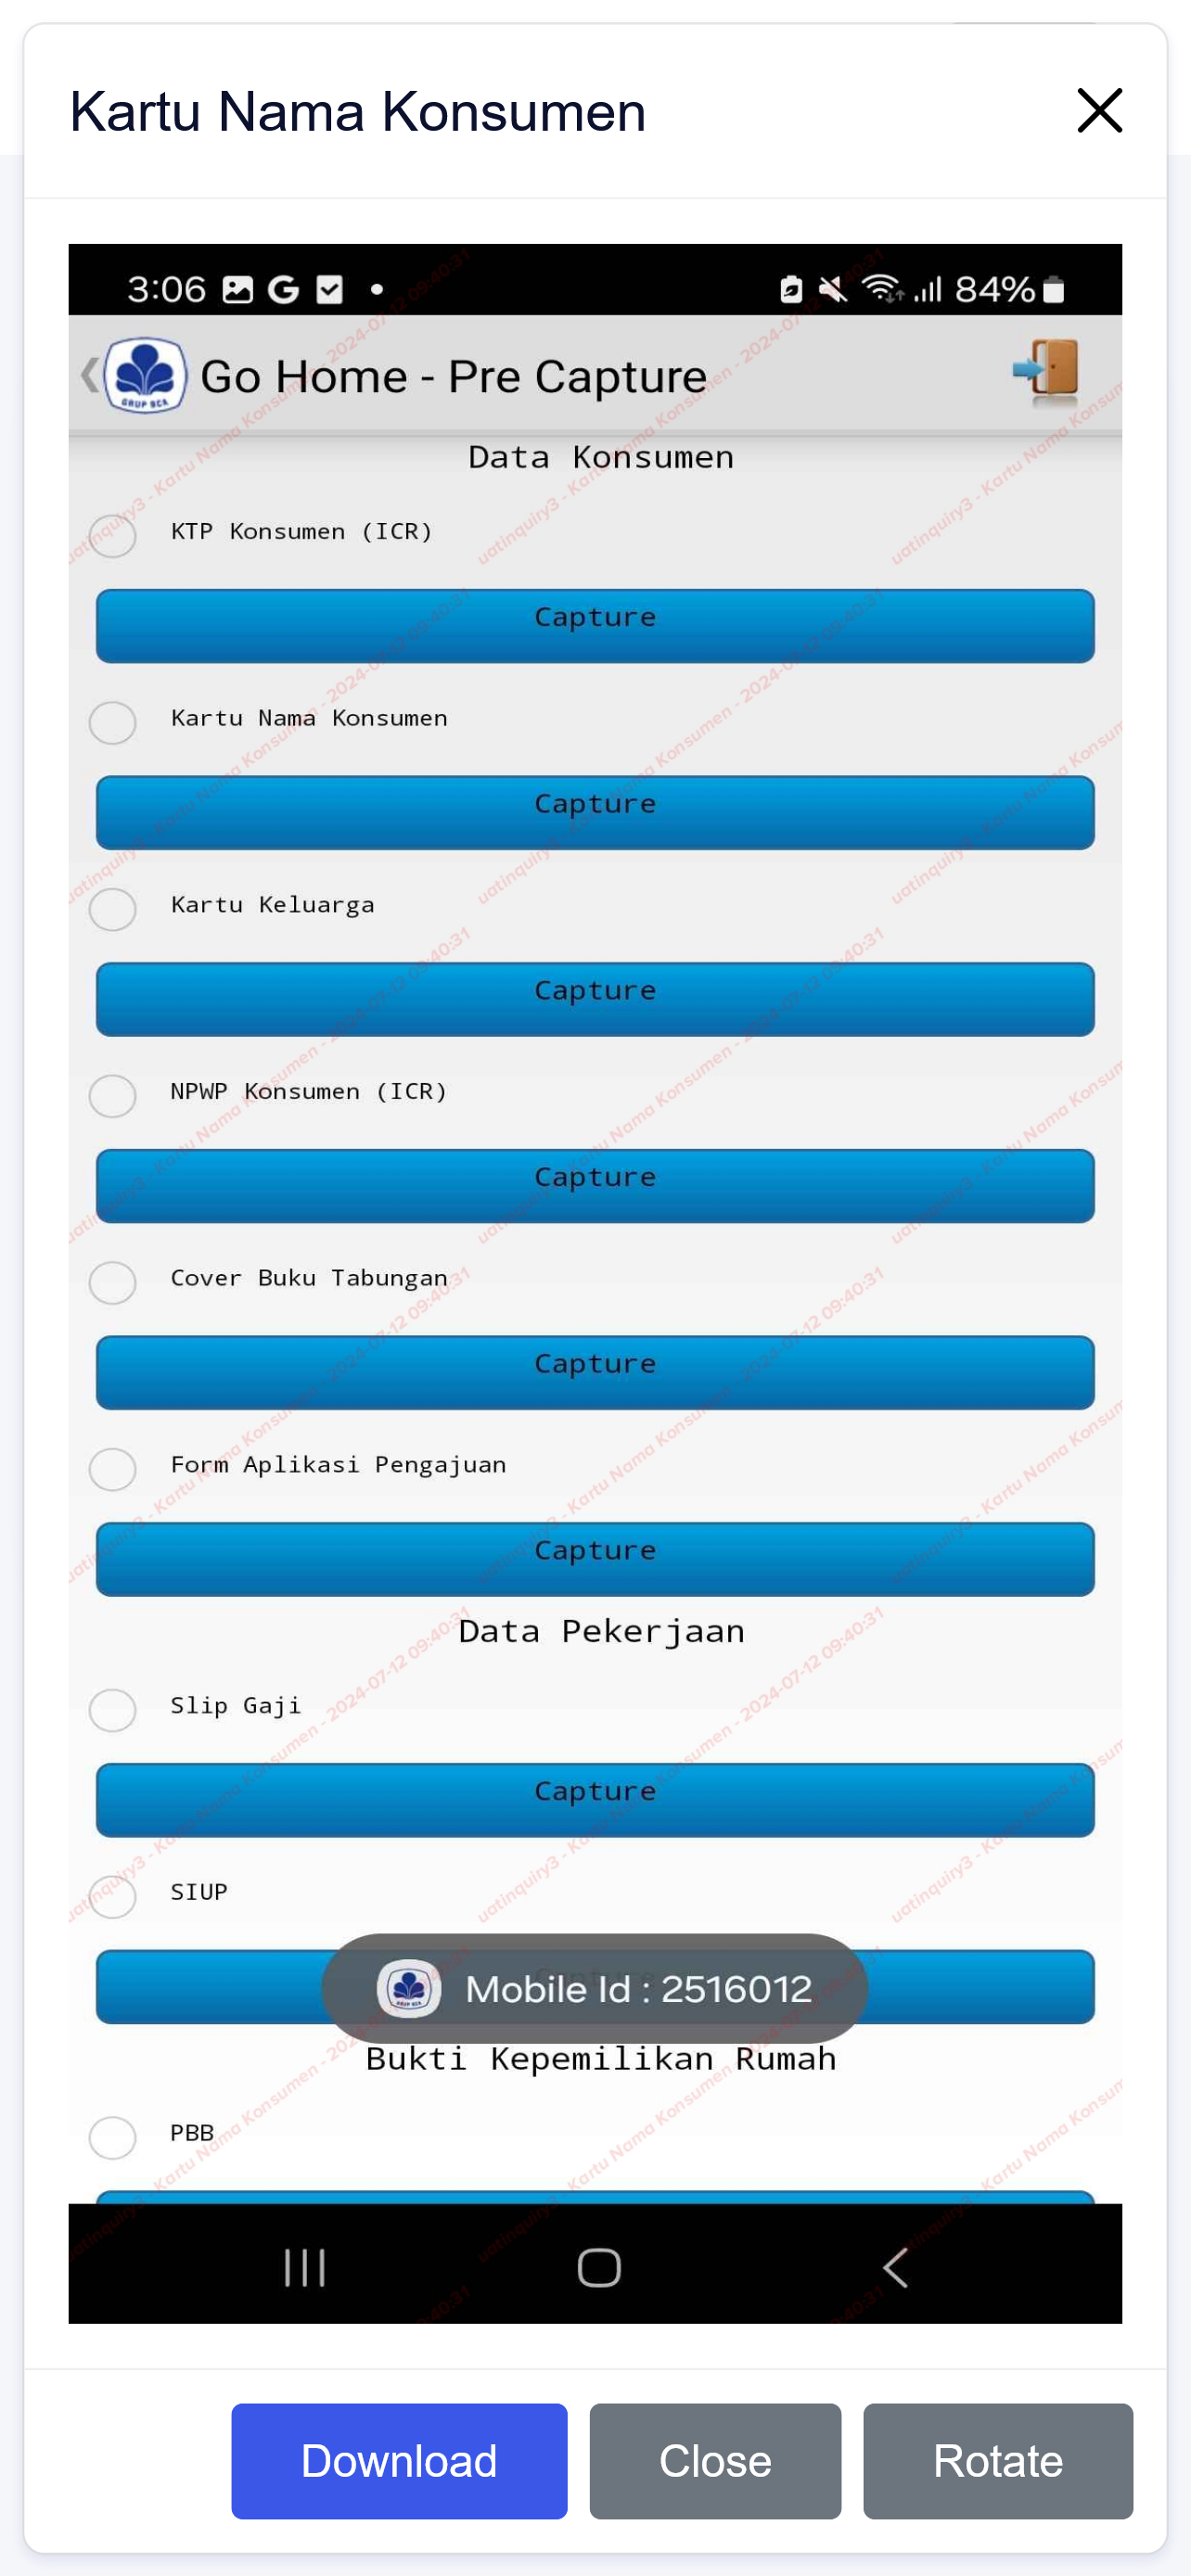 Kartu Nama Konsumen
3:06
84%
GRUP BCA
Go Home - Pre Capture
Data Konsumen
KTP Konsumen (ICR)
Capture
Kartu Nama Konsumen
Capture
Kartu Keluarga
Capture
NPWP Konsumen (ICR)
Capture
Cover Buku Tabungan
Capture
Form Aplikasi Pengajuan
Capture
Data Pekerjaan
Slip Gaji
Capture
SIUP
Mobile Id : 2516012
Bukti Kepemilikan Rumah
PBB
uatinquiry3 - Kartu Nama Konsumen - 2024-07-12 09:40:31
Download
Close
Rotate